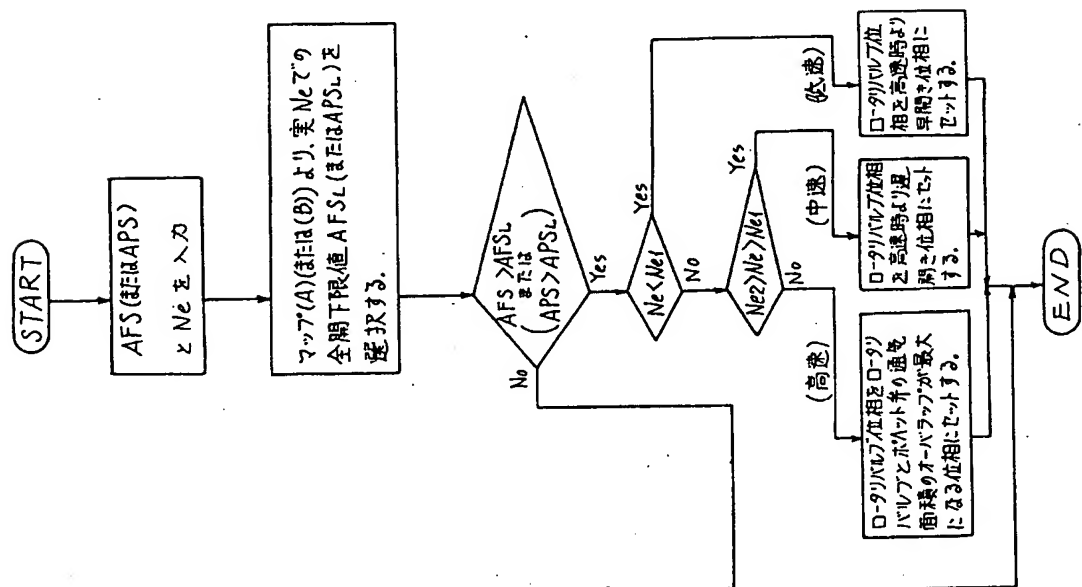 START
AFS(またはAPS)
とNeを入力
マップ(A)(または(B))より、実Neでの
全開下限値AFSL(またはAPSL)を
選択する。
AFS>AFSL
または
(APS>APSL)
No
Yes
Ne<Ne1
Yes
No
Ne2>Ne>Ne1
Yes
No
(高速)
(中速)
(低速)
ロータリバルブ位相をロータリ
バルブとポペット弁の通気
面積のオーバラップが最大
になる位相にセットする。
ロータリバルブ位相
を高速時より遅
開き位相にセット
する。
ロータリバルブ位
相を高速時より
早開き位相に
セットする。
END